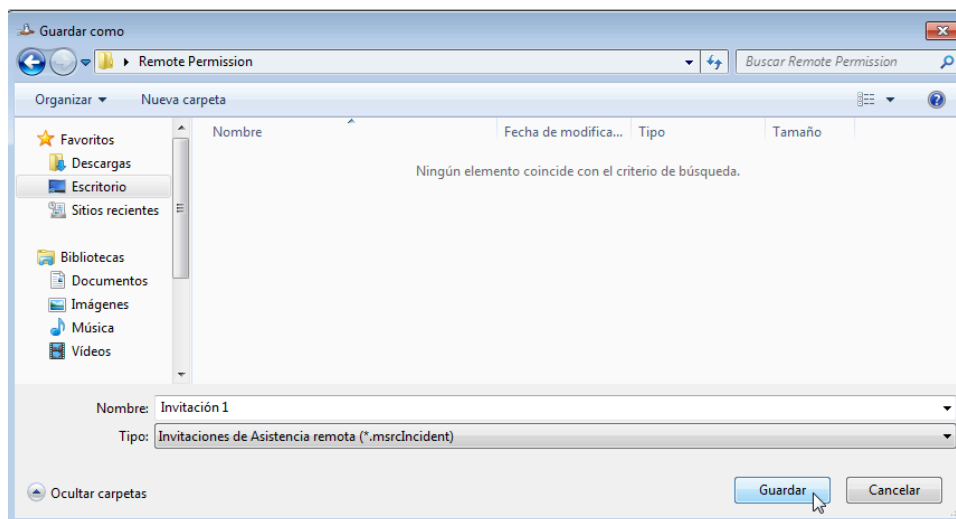 Guardar como
Remote Permission
Buscar Remote Permission
Organizar
Nueva carpeta
Favoritos
Descargas
Escritorio
Sitios recientes
Bibliotecas
Documentos
Imágenes
Música
Vídeos
Nombre
Fecha de modifica...
Tipo
Tamaño
Ningún elemento coincide con el criterio de búsqueda.
Nombre: Invitación 1
Tipo: Invitaciones de Asistencia remota (*.msrcIncident)
Ocultar carpetas
Guardar
Cancelar